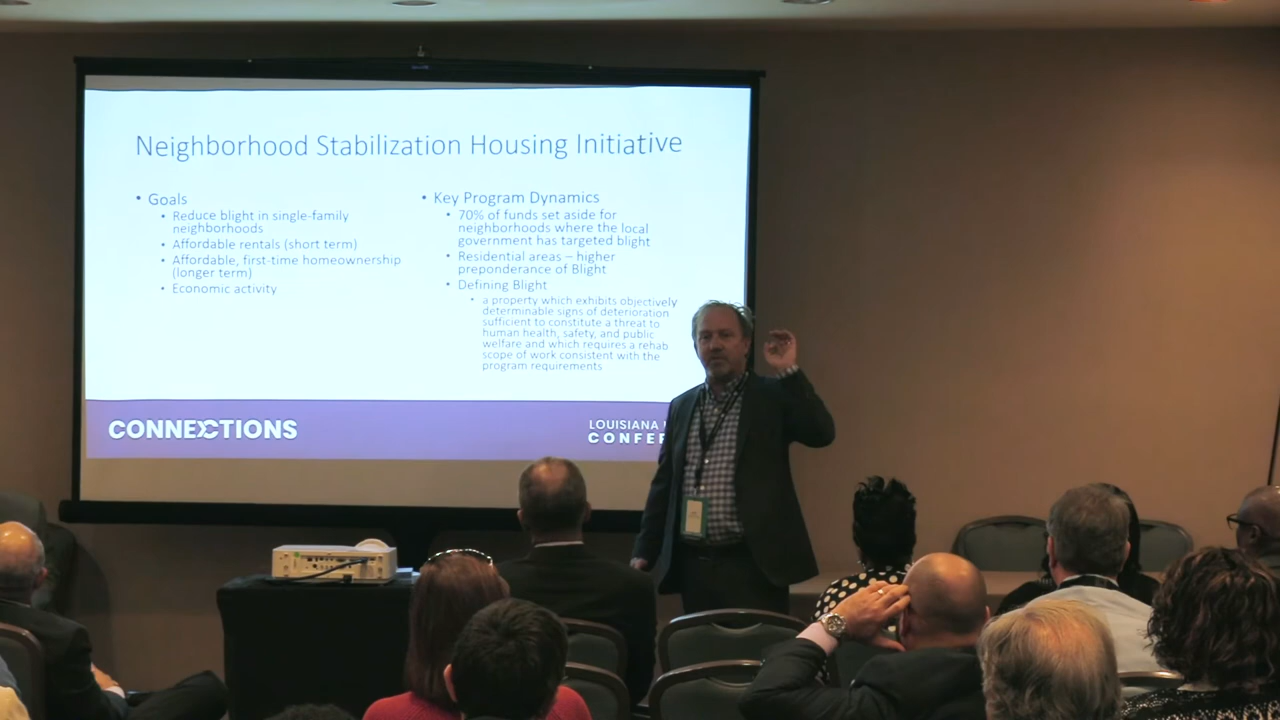 Neighborhood Stabilization Housing Initiative
• Goals
• Reduce blight in single-family
neighborhoods
• Affordable rentals (short term)
• Affordable, first-time homeownership
(longer term)
• Economic activity
• Key Program Dynamics
• 70% of funds set aside for
neighborhoods where the local
government has targeted blight
• Residential areas – higher
preponderance of Blight
• Defining Blight
• a property which exhibits objectively
determinable signs of deterioration
sufficient to constitute a threat to
human health, safety, and public
welfare and which requires a rehab
scope of work consistent with the
program requirements
CONNECTIONS
LOUISIANA
CONFE